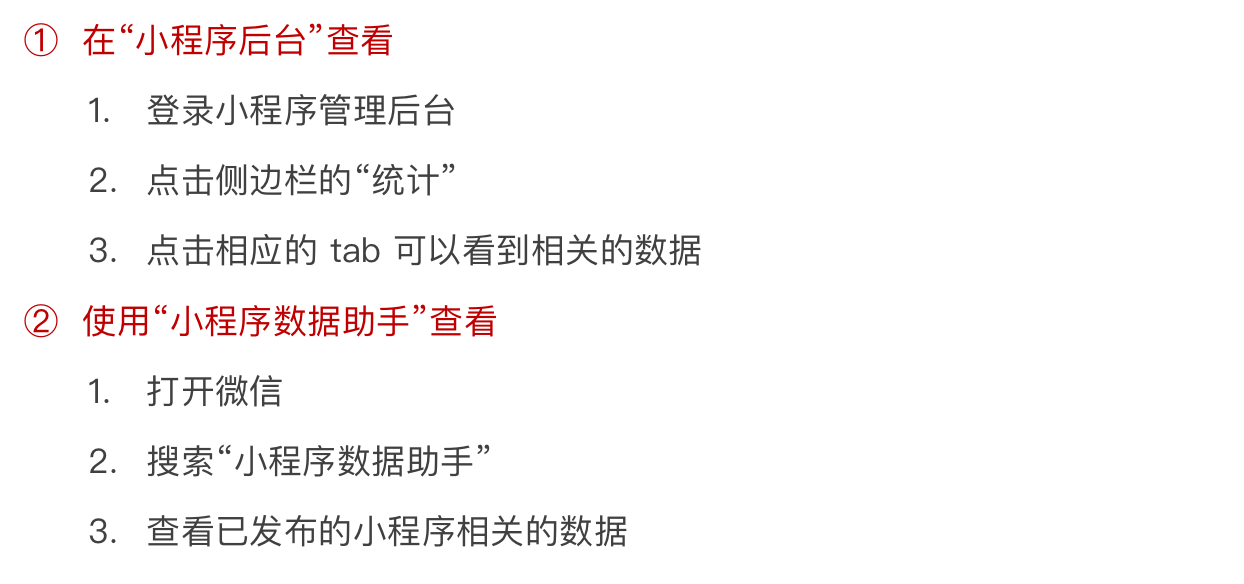 ① 在“小程序后台”查看
1. 登录小程序管理后台
2. 点击侧边栏的“统计”
3. 点击相应的 tab 可以看到相关的数据
② 使用“小程序数据助手”查看
1. 打开微信
2. 搜索“小程序数据助手”
3. 查看已发布的小程序相关的数据